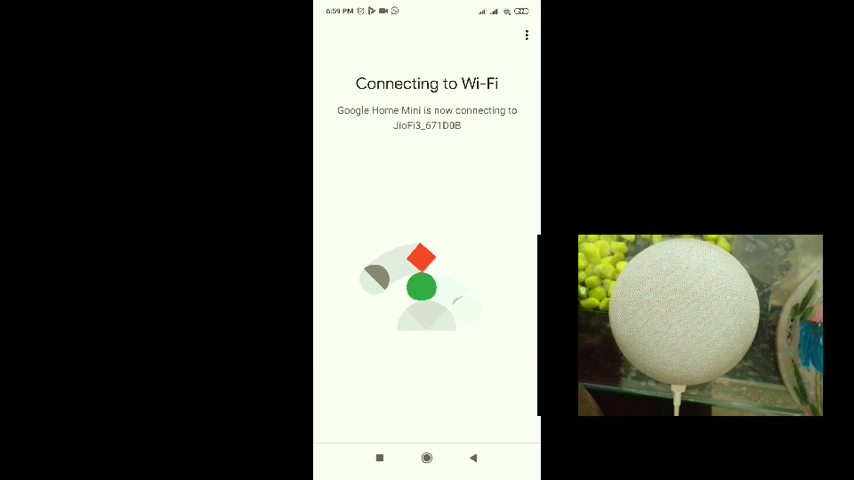 6:59 PM
Connecting to Wi-Fi
Google Home Mini is now connecting to
JioFi3_671D0B